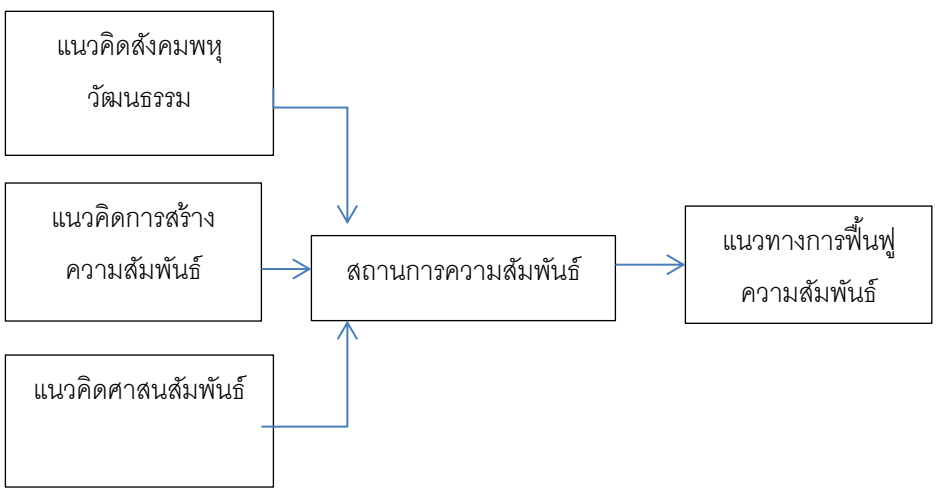 แนวคิดสังคมพหุ
วัฒนธรรม
แนวคิดการสร้าง
ความสัมพันธ์
สถานการความสัมพันธ์
แนวทางการฟื้นฟู
ความสัมพันธ์
แนวคิดศาสนสัมพันธ์